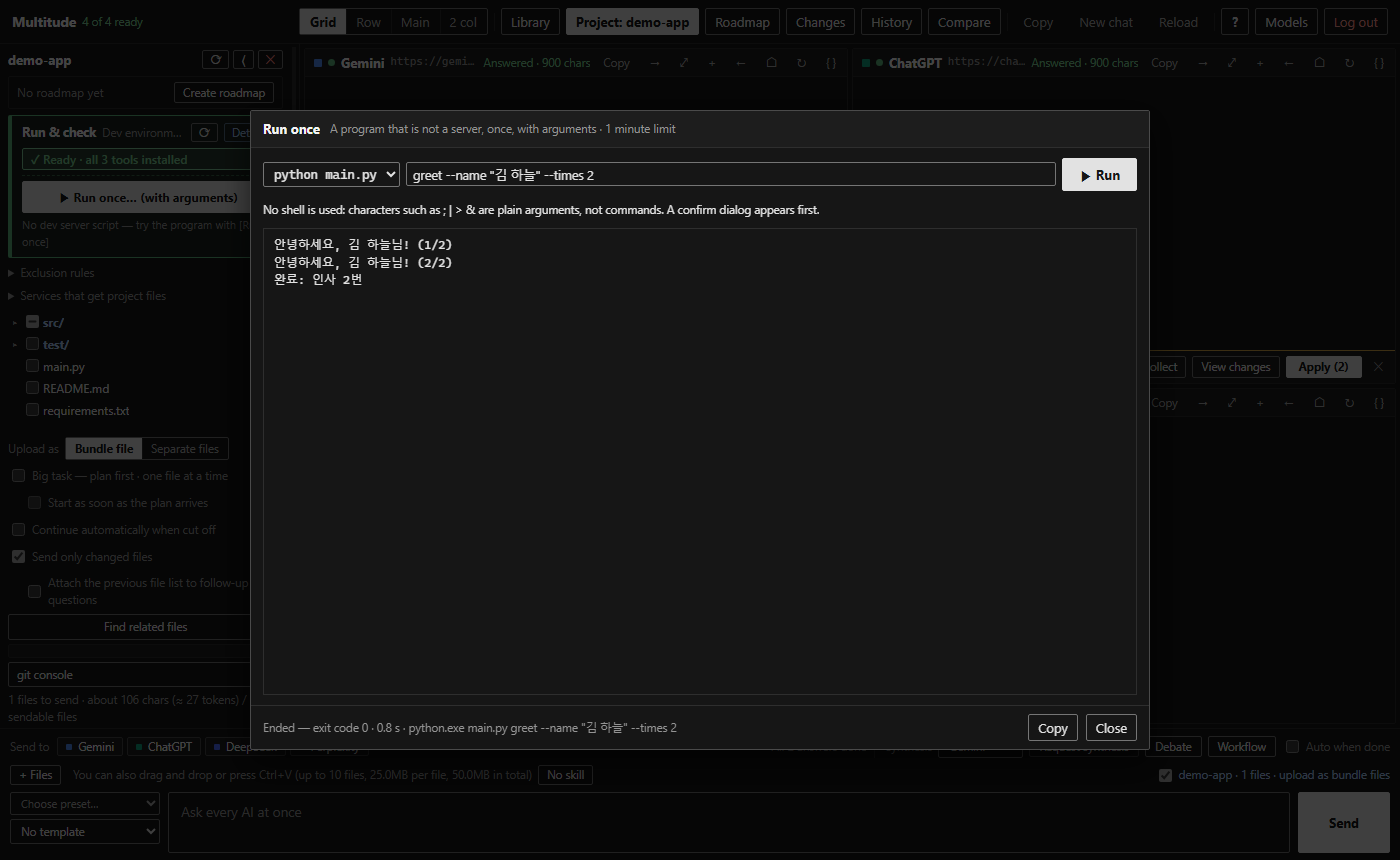 Multitude 4 of 4 ready
Grid Row Main 2 col Library Project: demo-app Roadmap Changes History Compare Copy New chat Reload ? Models Log out
demo-app
Gemini https://gemi... Answered · 900 chars Copy
ChatGPT https://cha... Answered · 900 chars Copy
No roadmap yet Create roadmap
Run & check Dev environm...
✓ Ready · all 3 tools installed
▶ Run once... (with arguments)
No dev server script — try the program with [R
once]
Exclusion rules
Services that get project files
src/
test/
main.py
README.md
requirements.txt
Upload as Bundle file Separate files
Big task — plan first · one file at a time
Start as soon as the plan arrives
Continue automatically when cut off
Send only changed files
Attach the previous file list to follow-up
questions
Find related files
git console
1 files to send · about 106 chars (≈ 27 tokens) /
sendable files
Run once A program that is not a server, once, with arguments · 1 minute limit
python main.py greet --name "김 하늘" --times 2 ▶ Run
No shell is used: characters such as ; | > & are plain arguments, not commands. A confirm dialog appears first.
안녕하세요, 김 하늘님! (1/2)
안녕하세요, 김 하늘님! (2/2)
완료: 인사 2번
Ended — exit code 0 · 0.8 s · python.exe main.py greet --name "김 하늘" --times 2 Copy Close
View changes Apply (2)
Copy
Send to Gemini ChatGPT Debate Workflow Auto when done
+ Files You can also drag and drop or press Ctrl+V (up to 10 files, 25.0MB per file, 50.0MB in total) No skill demo-app · 1 files · upload as bundle files
Choose preset...
No template
Ask every AI at once
Send